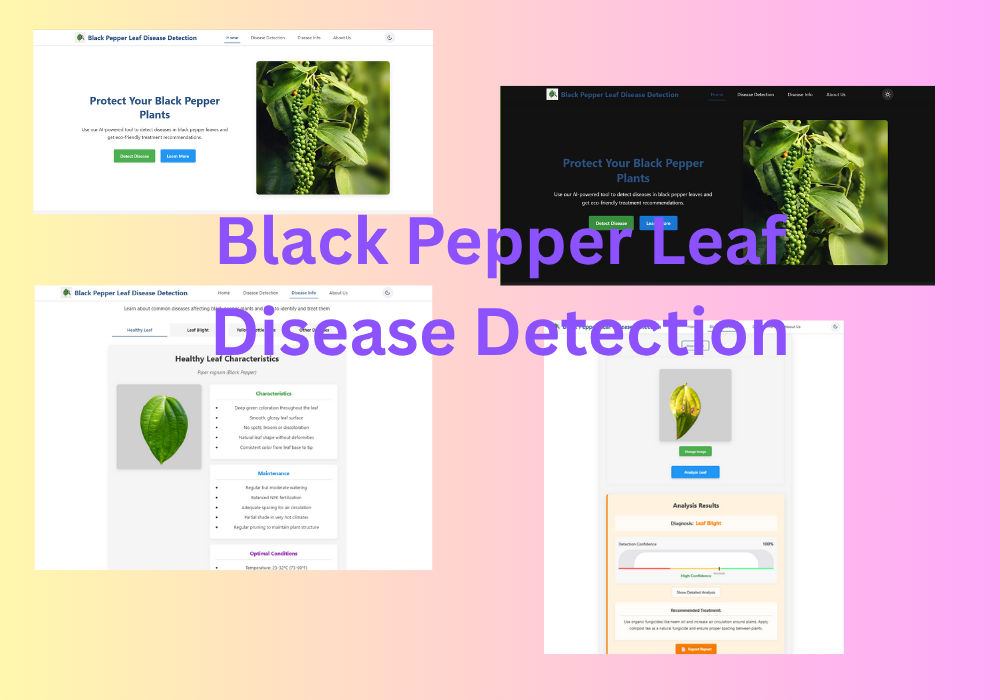 Black Pepper Leaf Disease Detection
Home Disease Detection Disease Info About Us
Protect Your Black Pepper
Plants
Use our AI-powered tool to detect diseases in black pepper leaves and
get eco-friendly treatment recommendations.
Detect Disease Learn More
Black Pepper Leaf Disease Detection
Home Disease Detection Disease Info About Us
Protect Your Black Pepper
Plants
Use our AI-powered tool to detect diseases in black pepper leaves and
get eco-friendly treatment recommendations.
Detect Disease
Black Pepper Leaf
Disease Detection
Black Pepper Leaf Disease Detection
Home Disease Detection Disease Info About Us
Learn about common diseases affecting to identify and treat them
Healthy Leaf Leaf Blight
Healthy Leaf Characteristics
Piper nigrum (Black Pepper)
Characteristics
Deep green coloration throughout the leaf
Smooth, glossy leaf surface
No spots, lesions or discoloration
Natural leaf shape without deformities
Consistent color from leaf base to tip
Maintenance
Regular but moderate watering
Balanced NPK fertilization
Adequate spacing for air circulation
Partial shade in very hot climates
Regular pruning to maintain plant structure
Optimal Conditions
Temperature: 23-32°C (73-90°F)
About Us
Change Image
Analyze Leaf
Analysis Results
Diagnosis: Leaf Blight
Detection Confidence 100%
High Confidence
Show Detailed Analysis
Recommended Treatment:
Use organic fungicides like neem oil and increase air circulation around plants. Apply
compost tea as a natural fungicide and ensure proper spacing between plants.
Export Report